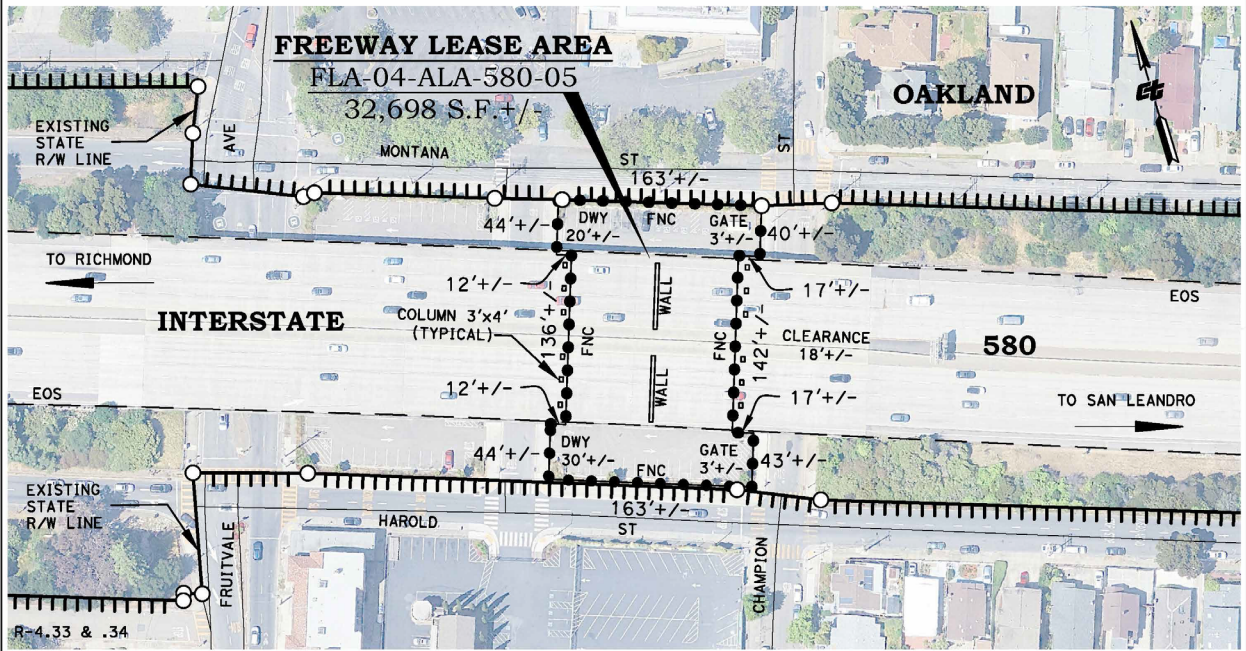 FREEWAY LEASE AREA
FLA-04-ALA-580-05
32,698 S.F.+/-
OAKLAND
ct
EXISTING
STATE
R/W LINE
AVE
MONTANA
ST
ST
163'+/-
44'+/-
DWY
20'+/-
FNC
GATE
3'+/-
40'+/-
TO RICHMOND
12'+/-
17'+/-
EOS
INTERSTATE
COLUMN 3'x4'
(TYPICAL)
136'+/-
FNC
WALL
FNC
142'+/-
CLEARANCE
18'+/-
580
WALL
12'+/-
17'+/-
EOS
TO SAN LEANDRO
44'+/-
DWY
30'+/-
FNC
GATE
3'+/-
43'+/-
163'+/-
EXISTING
STATE
R/W LINE
FRUITVALE
HAROLD
ST
CHAMPION
R-4.33 & .34